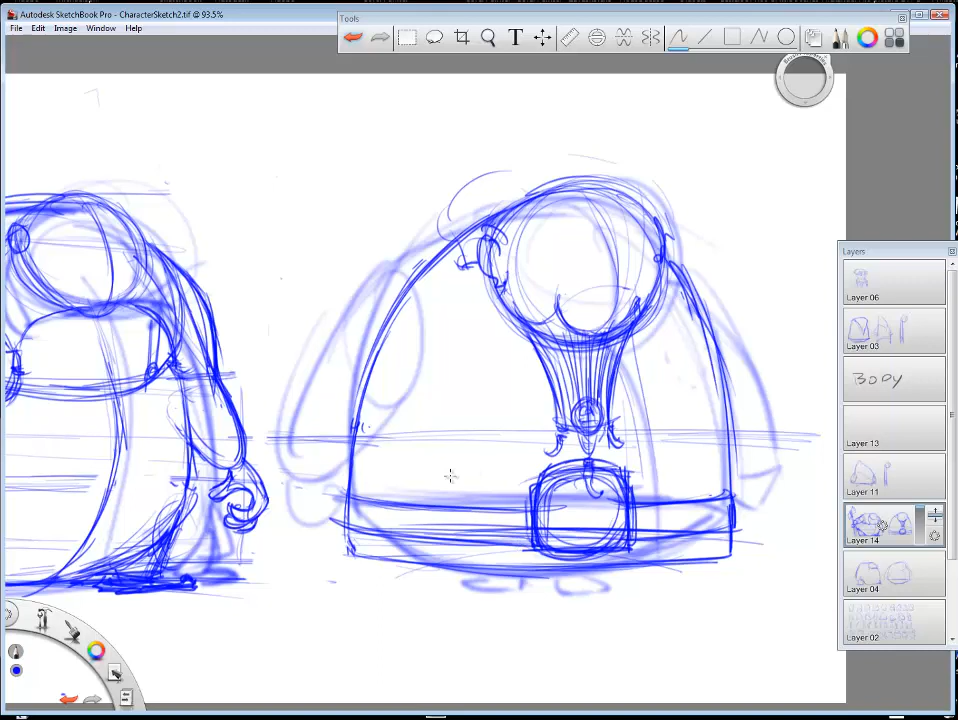 Autodesk SketchBook Pro - CharacterSketch2.tif @ 93.5%
File Edit Image Window Help
Tools
T
Layers
Layer 06
Layer 03
BODY
Layer 13
Layer 11
Layer 14
Layer 04
Layer 02